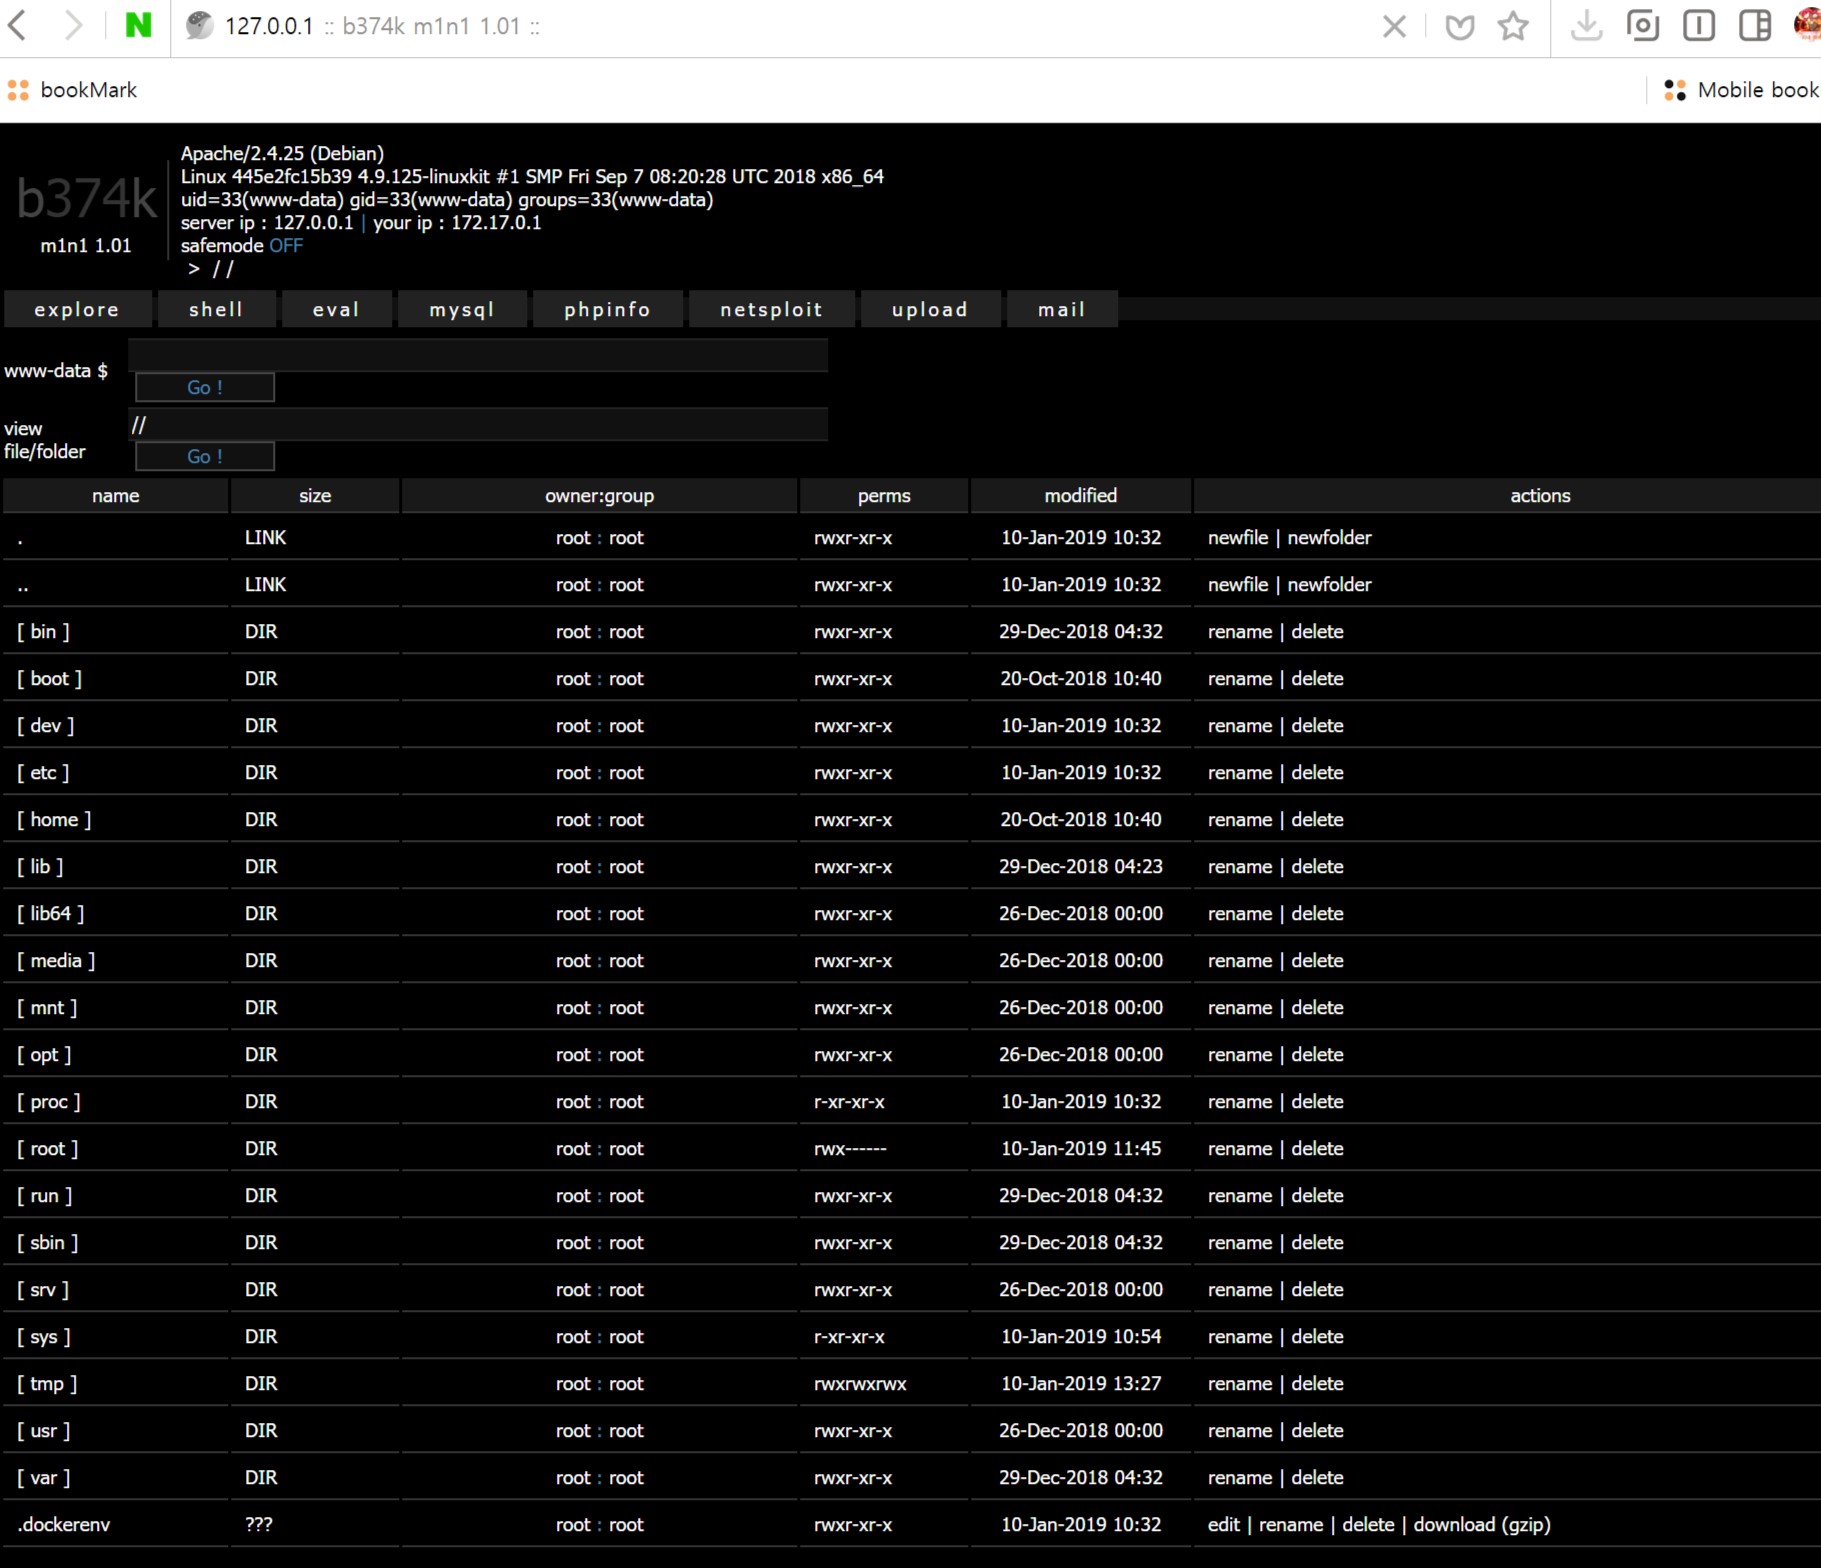 N 127.0.0.1 :: b374k m1n1 1.01 ::
bookMark Mobile book
b374k
m1n1 1.01
Apache/2.4.25 (Debian)
Linux 445e2fc15b39 4.9.125-linuxkit #1 SMP Fri Sep 7 08:20:28 UTC 2018 x86_64
uid=33(www-data) gid=33(www-data) groups=33(www-data)
server ip : 127.0.0.1 | your ip : 172.17.0.1
safemode OFF
> / /
explore shell eval mysql phpinfo netsploit upload mail
www-data $
Go !
view file/folder //
Go !
name size owner:group perms modified actions
. LINK root : root rwxr-xr-x 10-Jan-2019 10:32 newfile | newfolder
.. LINK root : root rwxr-xr-x 10-Jan-2019 10:32 newfile | newfolder
[ bin ] DIR root : root rwxr-xr-x 29-Dec-2018 04:32 rename | delete
[ boot ] DIR root : root rwxr-xr-x 20-Oct-2018 10:40 rename | delete
[ dev ] DIR root : root rwxr-xr-x 10-Jan-2019 10:32 rename | delete
[ etc ] DIR root : root rwxr-xr-x 10-Jan-2019 10:32 rename | delete
[ home ] DIR root : root rwxr-xr-x 20-Oct-2018 10:40 rename | delete
[ lib ] DIR root : root rwxr-xr-x 29-Dec-2018 04:23 rename | delete
[ lib64 ] DIR root : root rwxr-xr-x 26-Dec-2018 00:00 rename | delete
[ media ] DIR root : root rwxr-xr-x 26-Dec-2018 00:00 rename | delete
[ mnt ] DIR root : root rwxr-xr-x 26-Dec-2018 00:00 rename | delete
[ opt ] DIR root : root rwxr-xr-x 26-Dec-2018 00:00 rename | delete
[ proc ] DIR root : root r-xr-xr-x 10-Jan-2019 10:32 rename | delete
[ root ] DIR root : root rwx------ 10-Jan-2019 11:45 rename | delete
[ run ] DIR root : root rwxr-xr-x 29-Dec-2018 04:32 rename | delete
[ sbin ] DIR root : root rwxr-xr-x 29-Dec-2018 04:32 rename | delete
[ srv ] DIR root : root rwxr-xr-x 26-Dec-2018 00:00 rename | delete
[ sys ] DIR root : root r-xr-xr-x 10-Jan-2019 10:54 rename | delete
[ tmp ] DIR root : root rwxrwxrwx 10-Jan-2019 13:27 rename | delete
[ usr ] DIR root : root rwxr-xr-x 26-Dec-2018 00:00 rename | delete
[ var ] DIR root : root rwxr-xr-x 29-Dec-2018 04:32 rename | delete
.dockerenv ??? root : root rwxr-xr-x 10-Jan-2019 10:32 edit | rename | delete | download (gzip)